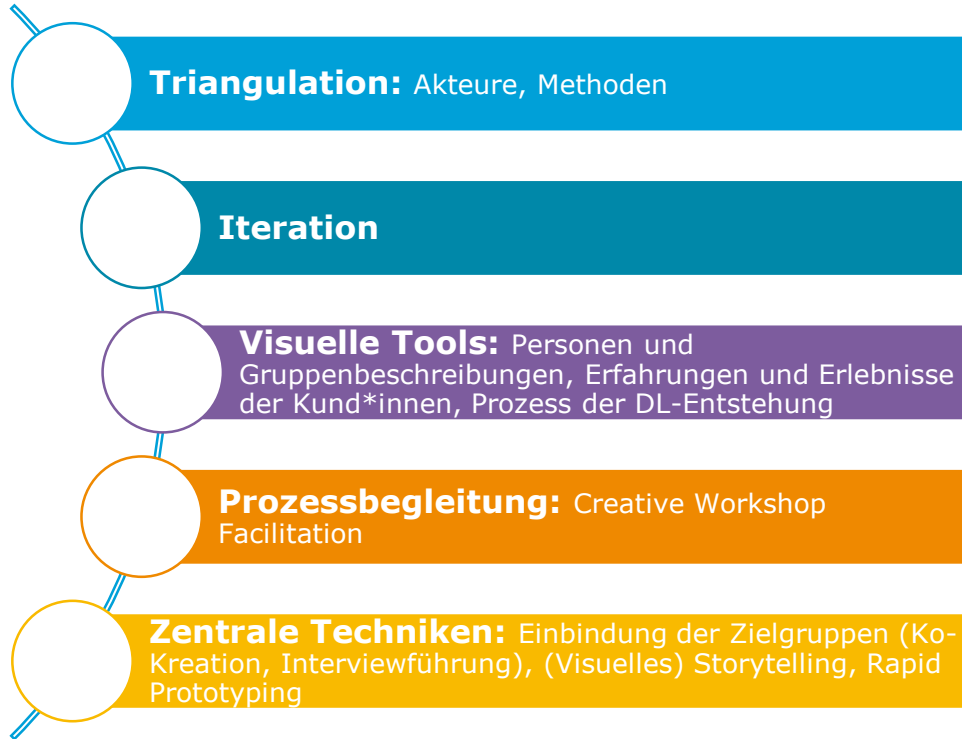 Triangulation: Akteure, Methoden
Iteration
Visuelle Tools: Personen und
Gruppenbeschreibungen, Erfahrungen und Erlebnisse
der Kund*innen, Prozess der DL-Entstehung
Prozessbegleitung: Creative Workshop
Facilitation
Zentrale Techniken: Einbindung der Zielgruppen (Ko-
Kreation, Interviewführung), (Visuelles) Storytelling, Rapid
Prototyping